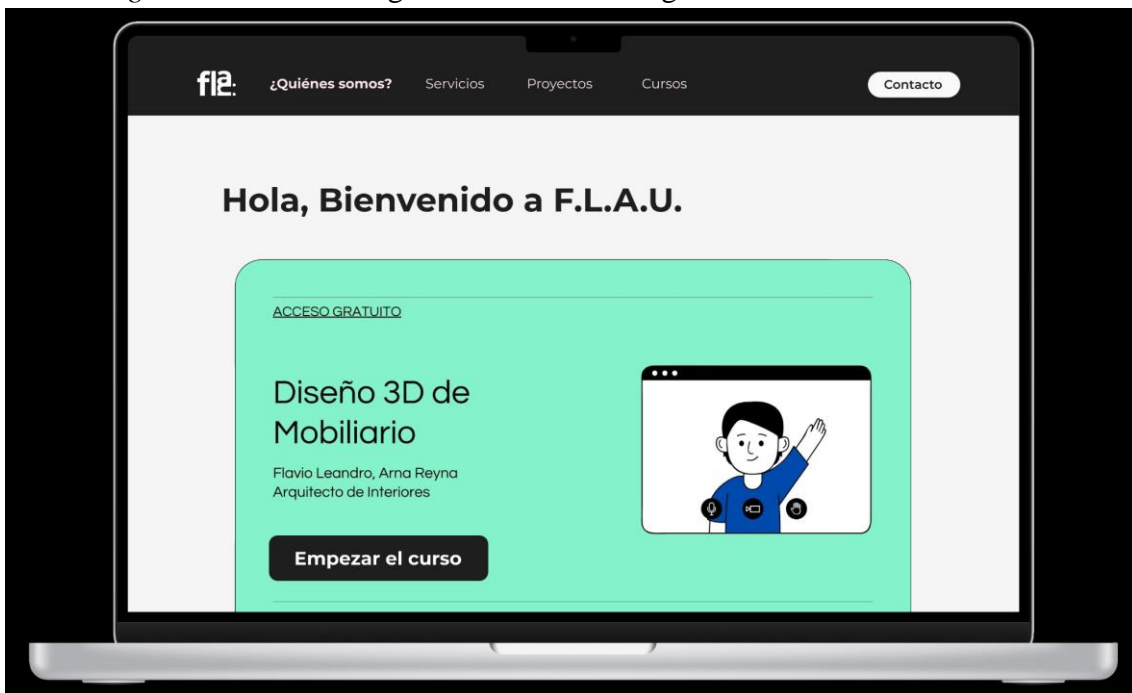 fla:
¿Quiénes somos? Servicios Proyectos Cursos Contacto
Hola, Bienvenido a F.L.A.U.
ACCESO GRATUITO
Diseño 3D de
Mobiliario
Flavio Leandro, Arna Reyna
Arquitecto de Interiores
Empezar el curso